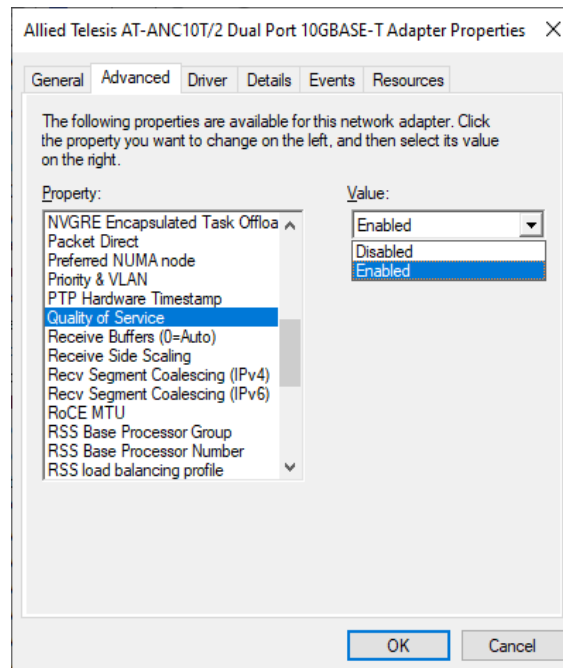 Allied Telesis AT-ANC10T/2 Dual Port 10GBASE-T Adapter Properties
General Advanced Driver Details Events Resources
The following properties are available for this network adapter. Click
the property you want to change on the left, and then select its value
on the right.
Property:
NVGRE Encapsulated Task Offloa
Packet Direct
Preferred NUMA node
Priority & VLAN
PTP Hardware Timestamp
Quality of Service
Receive Buffers (0=Auto)
Receive Side Scaling
Recv Segment Coalescing (IPv4)
Recv Segment Coalescing (IPv6)
RoCE MTU
RSS Base Processor Group
RSS Base Processor Number
RSS load balancing profile
Value:
Enabled
Disabled
Enabled
OK Cancel